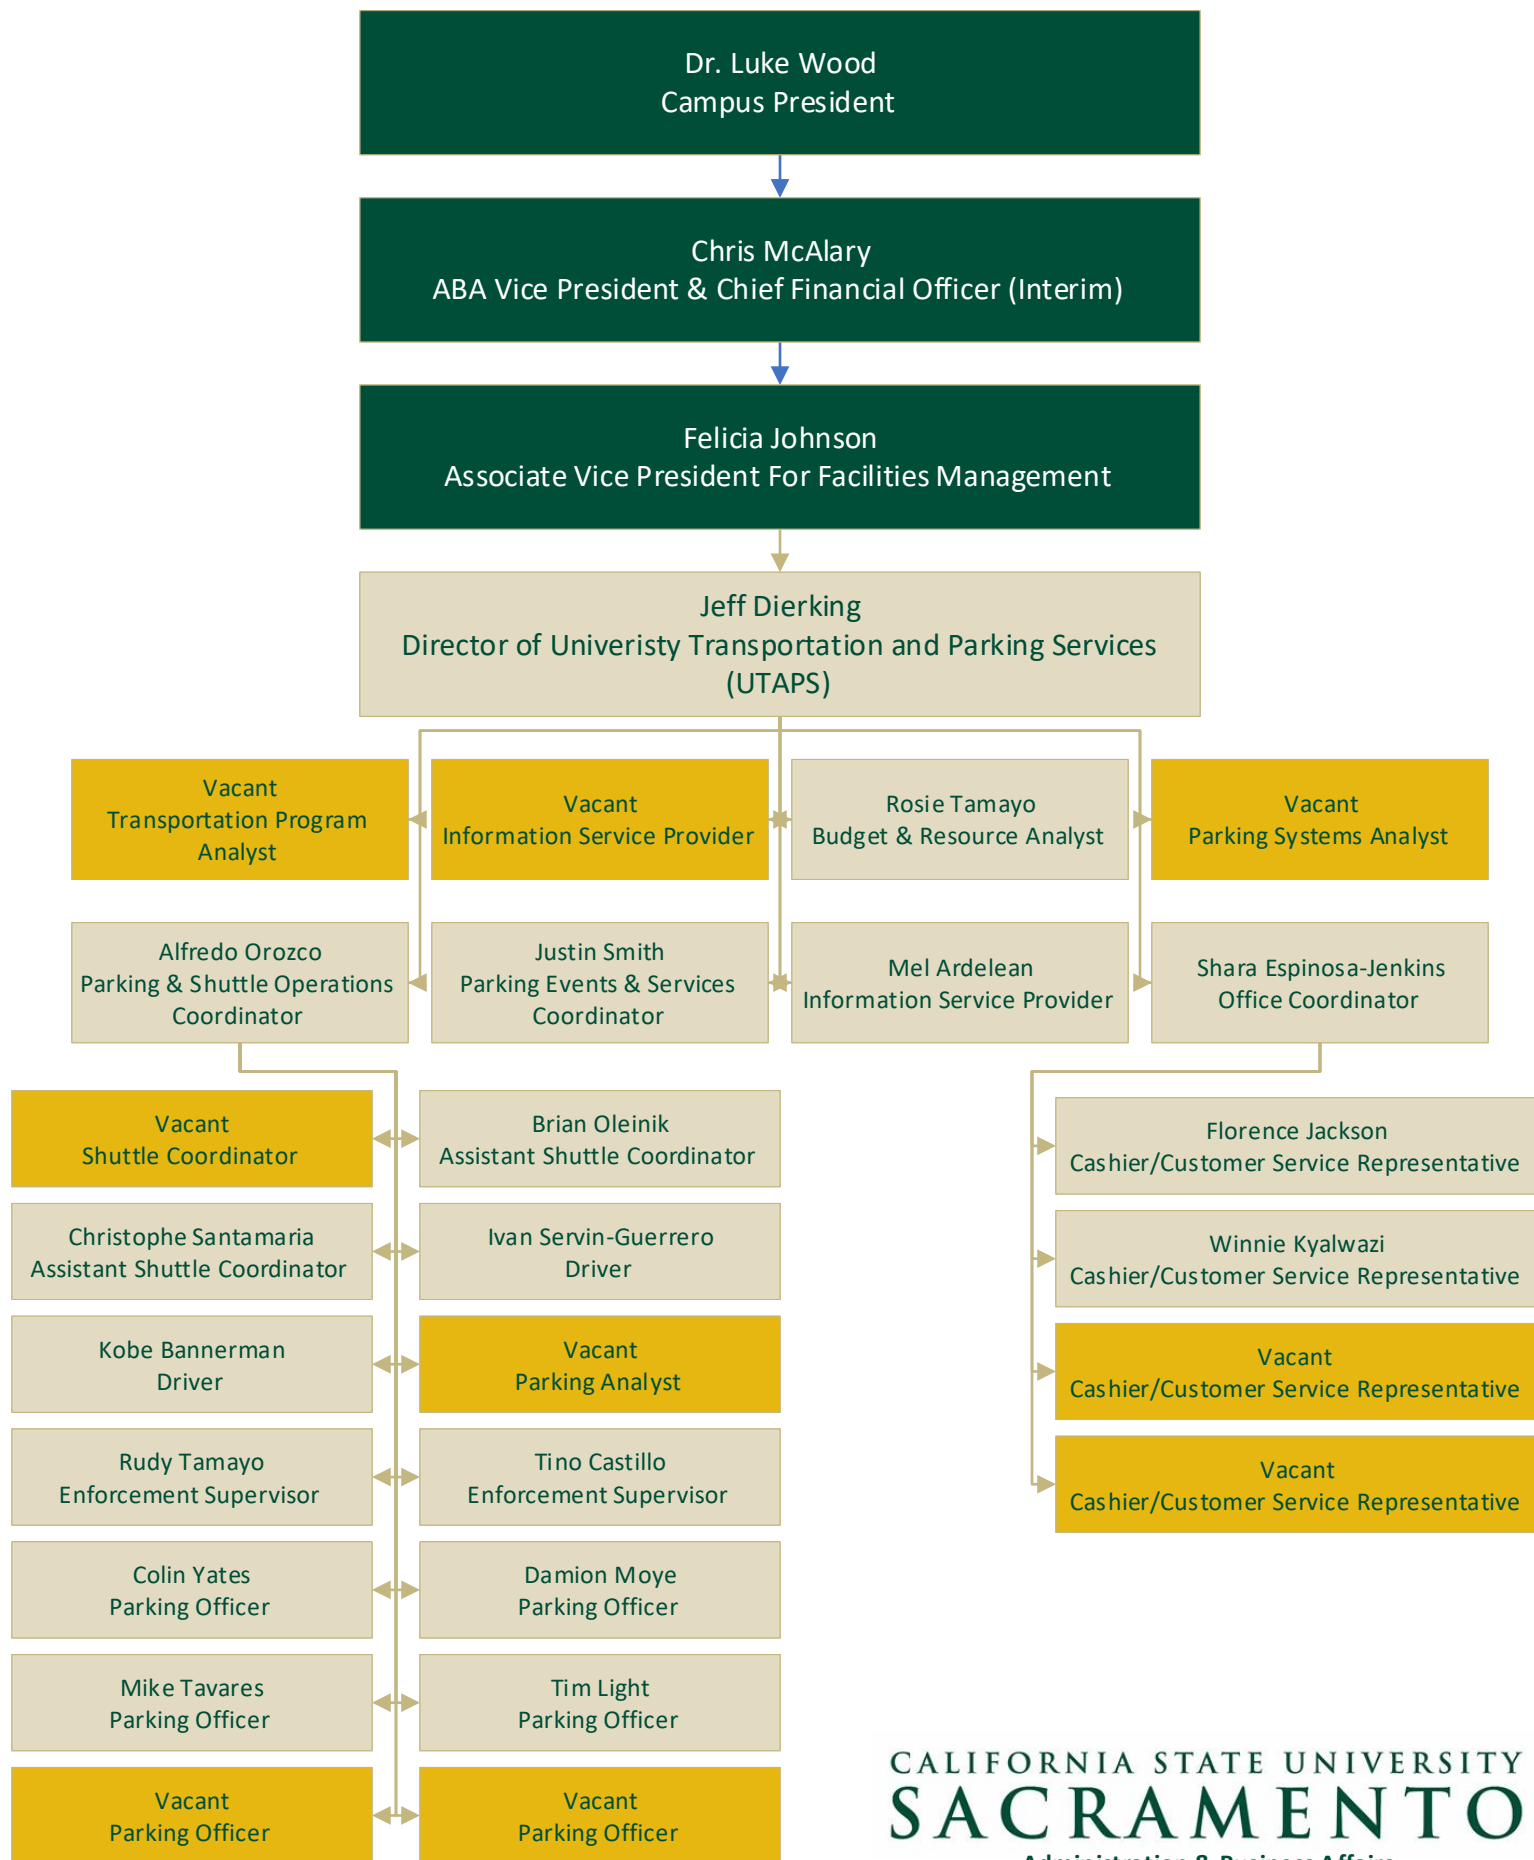 Dr. Luke Wood
Campus President
Chris McAlary
ABA Vice President & Chief Financial Officer (Interim)
Felicia Johnson
Associate Vice President For Facilities Management
Jeff Dierking
Director of Univeristy Transportation and Parking Services
(UTAPS)
Vacant
Transportation Program
Analyst
Vacant
Information Service Provider
Rosie Tamayo
Budget & Resource Analyst
Vacant
Parking Systems Analyst
Alfredo Orozco
Parking & Shuttle Operations
Coordinator
Justin Smith
Parking Events & Services
Coordinator
Mel Ardelean
Information Service Provider
Shara Espinosa-Jenkins
Office Coordinator
Vacant
Shuttle Coordinator
Brian Oleinik
Assistant Shuttle Coordinator
Christophe Santamaria
Assistant Shuttle Coordinator
Ivan Servin-Guerrero
Driver
Kobe Bannerman
Driver
Vacant
Parking Analyst
Rudy Tamayo
Enforcement Supervisor
Tino Castillo
Enforcement Supervisor
Colin Yates
Parking Officer
Damion Moye
Parking Officer
Mike Tavares
Parking Officer
Tim Light
Parking Officer
Vacant
Parking Officer
Vacant
Parking Officer
Florence Jackson
Cashier/Customer Service Representative
Winnie Kyalwazi
Cashier/Customer Service Representative
Vacant
Cashier/Customer Service Representative
Vacant
Cashier/Customer Service Representative
CALIFORNIA STATE UNIVERSITY
SACRAMENTO
Administration & Business Affairs